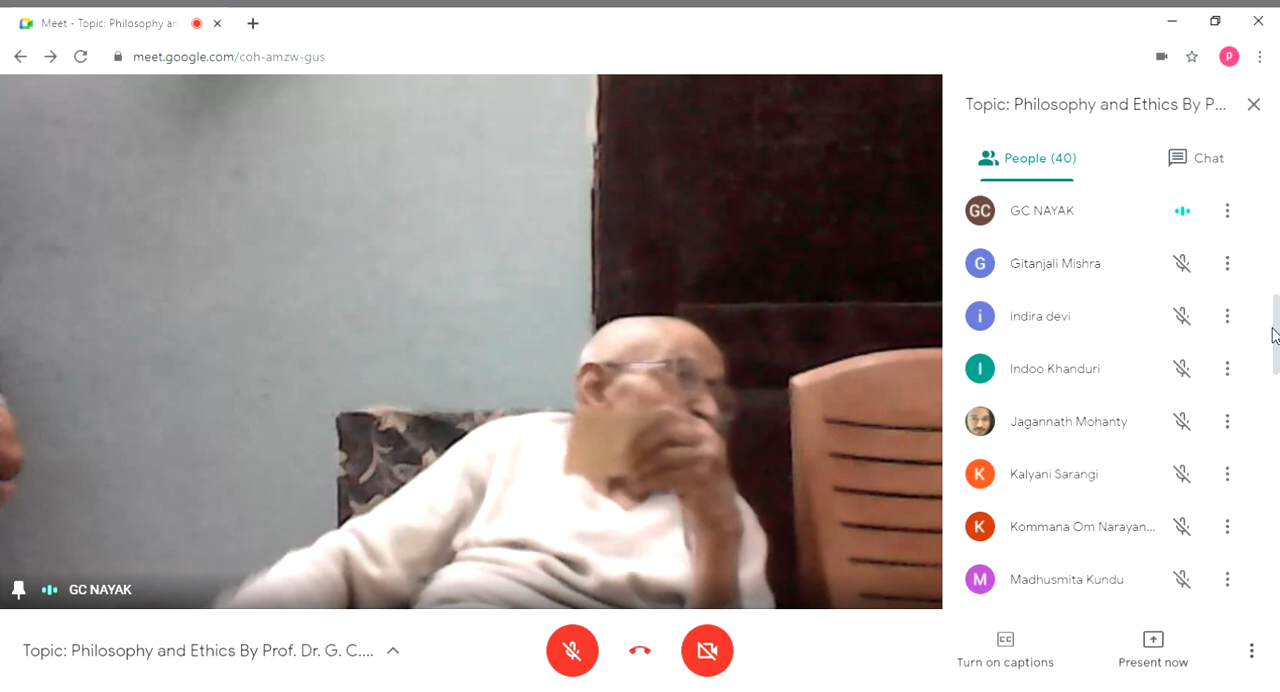 Meet - Topic: Philosophy an
meet.google.com/coh-amzw-gus
P
Topic: Philosophy and Ethics By P...
People (40)
Chat
GC GC NAYAK
G Gitanjali Mishra
i indira devi
I Indoo Khanduri
Jagannath Mohanty
K Kalyani Sarangi
K Kommana Om Narayan...
M Madhusmita Kundu
GC NAYAK
Topic: Philosophy and Ethics By Prof. Dr. G. C....
CC
Turn on captions
Present now